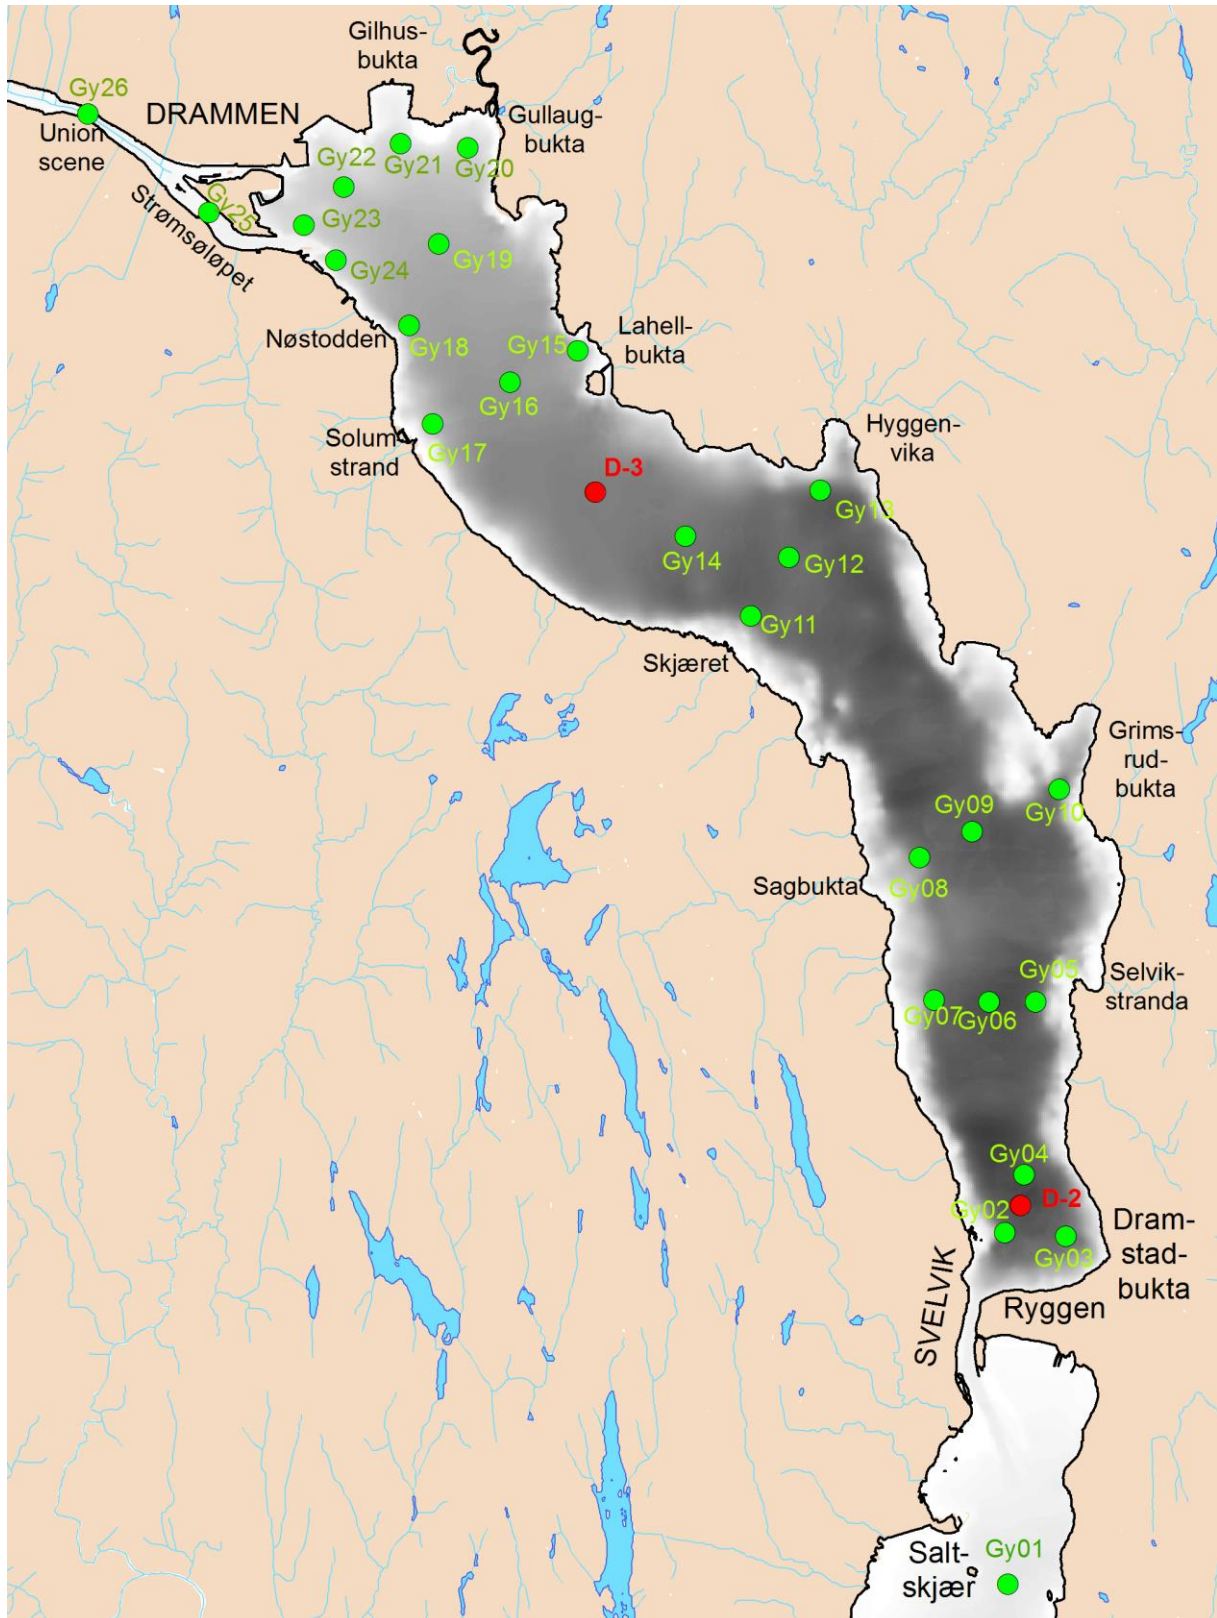 Gilhus-
bukta
Gy26
DRAMMEN
Union
scene
Gullaug-
bukta
Gy22
Gy21
Gy20
Strømsøløpet
Gy25
Gy23
Gy19
Gy24
Nøstodden
Gy18
Gy15
Lahell-
bukta
Gy16
Solum-
strand
Gy17
D-3
Hyggen-
vika
Gy13
Gy14
Gy12
Gy11
Skjæret
Grims-
rud-
bukta
Gy09
Gy10
Sagbukta
Gy08
Gy05
Selvik-
stranda
Gy07
Gy06
Gy04
D-2
Gy02
Gy03
Dram-
stad-
bukta
SVELVIK
Ryggen
Salt-
skjær
Gy01